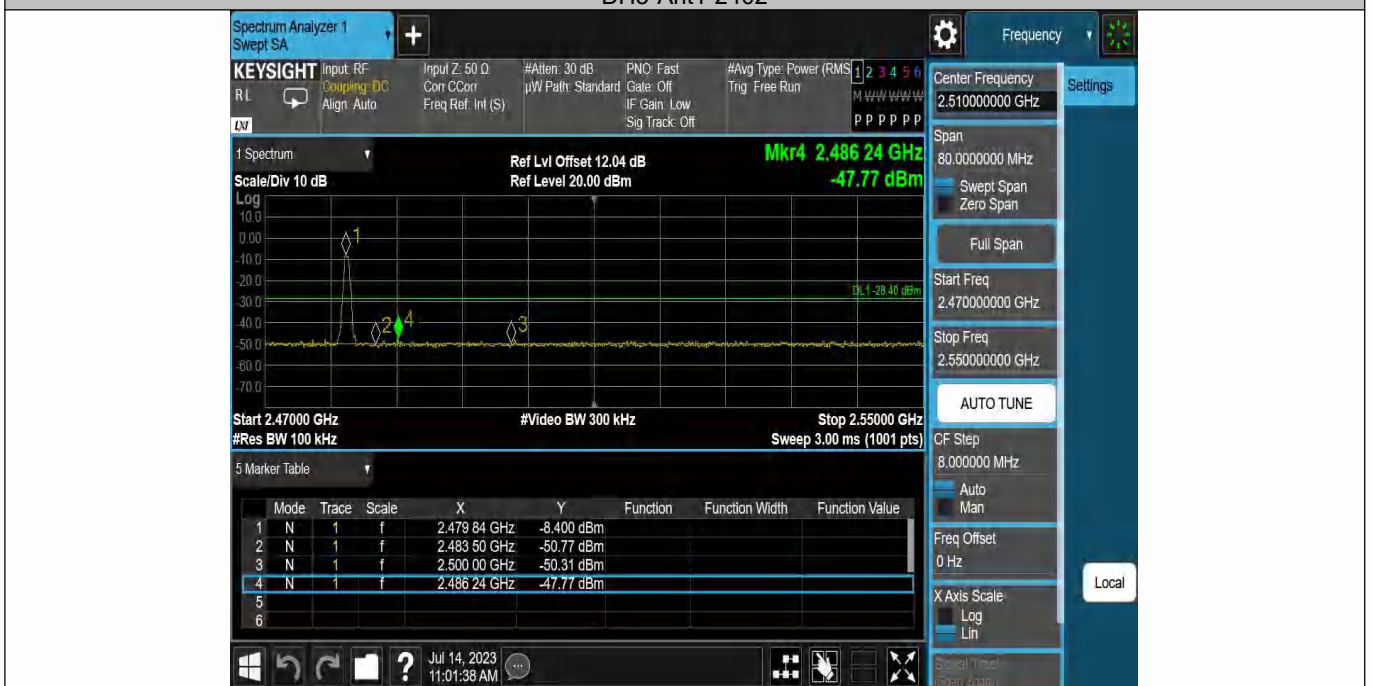 Spectrum Analyzer 1
Swept SA
+
Frequency
KEYSIGHT Input: RF Input Z: 50 Ω #Atten: 30 dB PNO: Fast #Avg Type: Power (RMS 1 2 3 4 5 6
RL Coupling: DC Corr CCorr µW Path: Standard Gate: Off Trig: Free Run M W W W W W
Align: Auto Freq Ref: Int (S) IF Gain: Low
LXI Sig Track: Off P P P P P P
Center Frequency
2.510000000 GHz
Settings
1 Spectrum Ref Lvl Offset 12.04 dB Mkr4 2.486 24 GHz
Scale/Div 10 dB Ref Level 20.00 dBm -47.77 dBm
Span
80.0000000 MHz
Swept Span
Zero Span
Full Span
Log
10.0
0.00
-10.0
-20.0
-30.0
-40.0
-50.0
-60.0
-70.0
1
2
4
3
DL1 -28.40 dBm
Start Freq
2.470000000 GHz
Stop Freq
2.550000000 GHz
AUTO TUNE
Start 2.47000 GHz #Video BW 300 kHz Stop 2.55000 GHz
#Res BW 100 kHz Sweep 3.00 ms (1001 pts)
CF Step
8.000000 MHz
Auto
Man
5 Marker Table
Mode Trace Scale X Y Function Function Width Function Value
1 N 1 f 2.479 84 GHz -8.400 dBm
2 N 1 f 2.483 50 GHz -50.77 dBm
3 N 1 f 2.500 00 GHz -50.31 dBm
4 N 1 f 2.486 24 GHz -47.77 dBm
5
6
Freq Offset
0 Hz
Local
X Axis Scale
Log
Lin
? Jul 14, 2023
11:01:38 AM